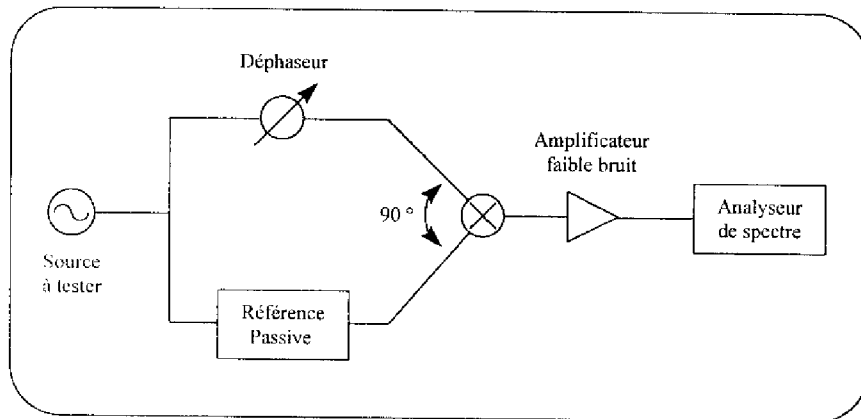 Déphaseur
Amplificateur
faible bruit
90 °
Analyseur
de spectre
Source
à tester
Référence
Passive